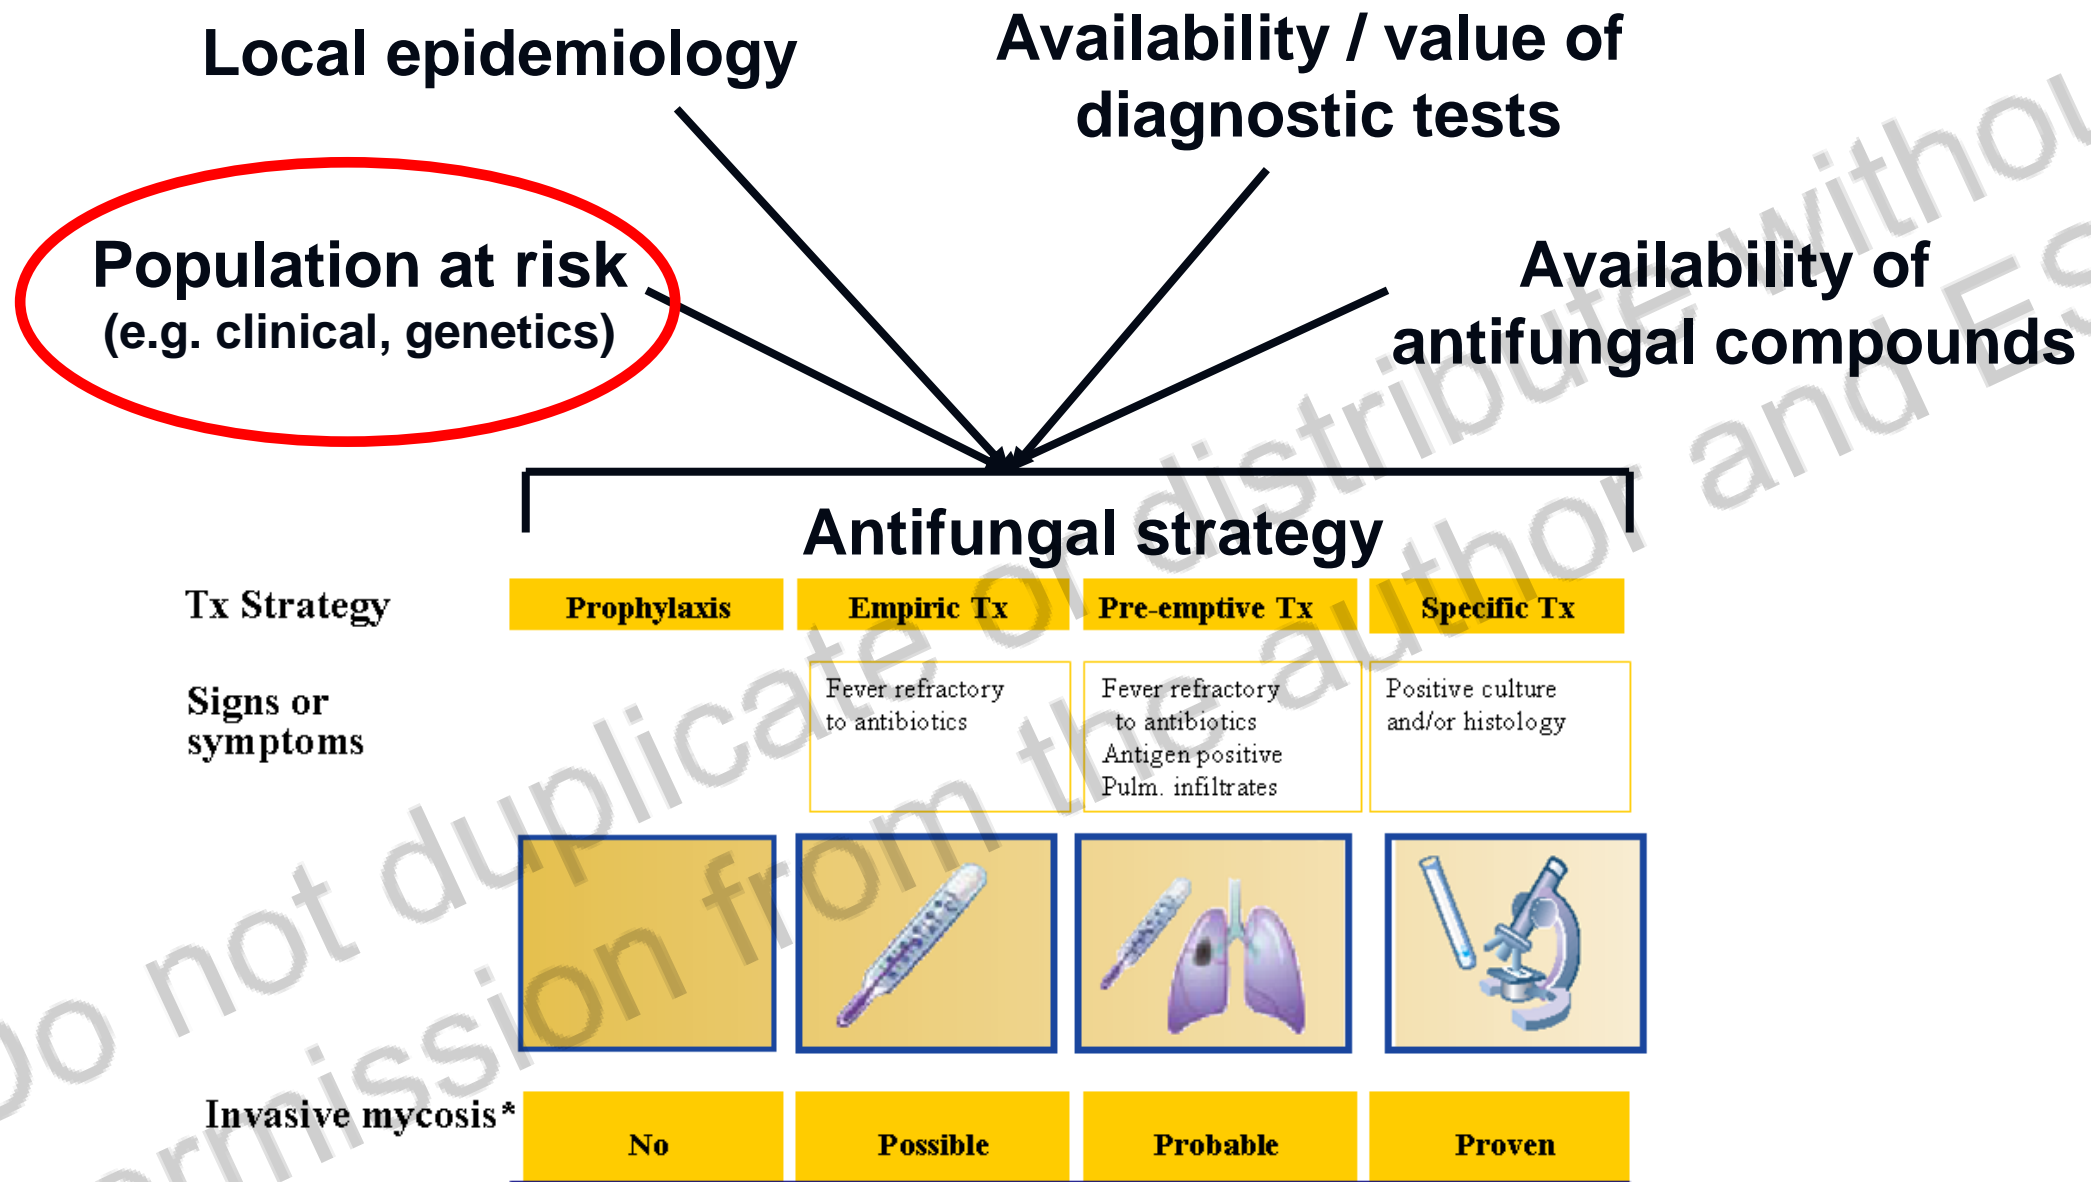 Local epidemiology
Availability / value of
diagnostic tests
Population at risk
(e.g. clinical, genetics)
Availability of
antifungal compounds
Antifungal strategy
Tx Strategy
Prophylaxis
Empiric Tx
Pre-emptive Tx
Specific Tx
Signs or
symptoms
Fever refractory
to antibiotics
Fever refractory
to antibiotics
Antigen positive
Pulm. infiltrates
Positive culture
and/or histology
Invasive mycosis*
No
Possible
Probable
Proven
Do not duplicate or distribute without
permission from the author and ES